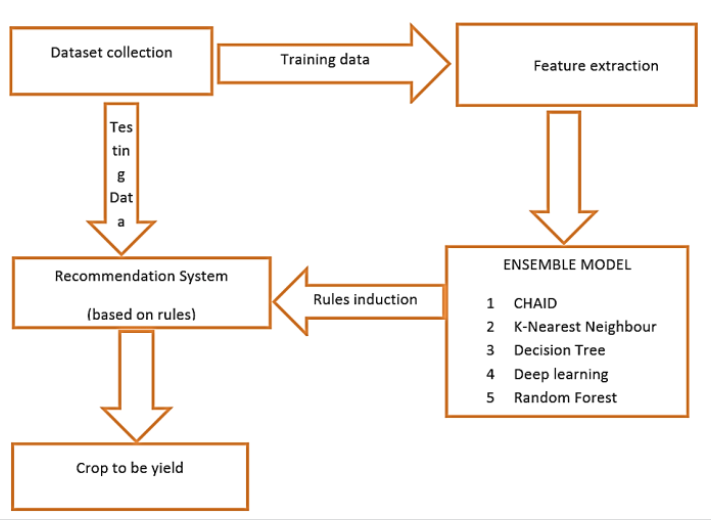 Dataset collection
Training data
Feature extraction
Tes
tin
g
Dat
a
Recommendation System
(based on rules)
Rules induction
ENSEMBLE MODEL
1 CHAID
2 K-Nearest Neighbour
3 Decision Tree
4 Deep learning
5 Random Forest
Crop to be yield